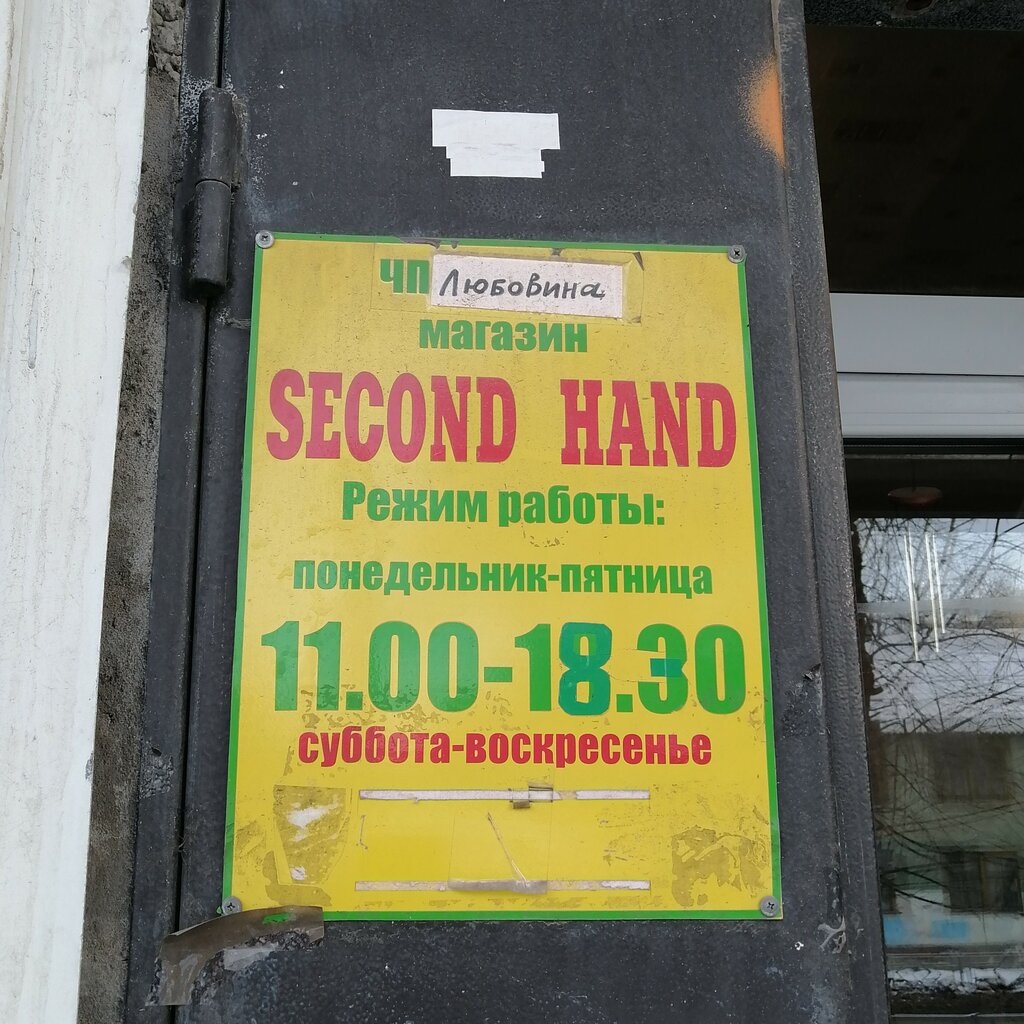 ЧП Любовина
магазин
SECOND HAND
Режим работы:
понедельник-пятница
11.00-18.30
суббота-воскресенье